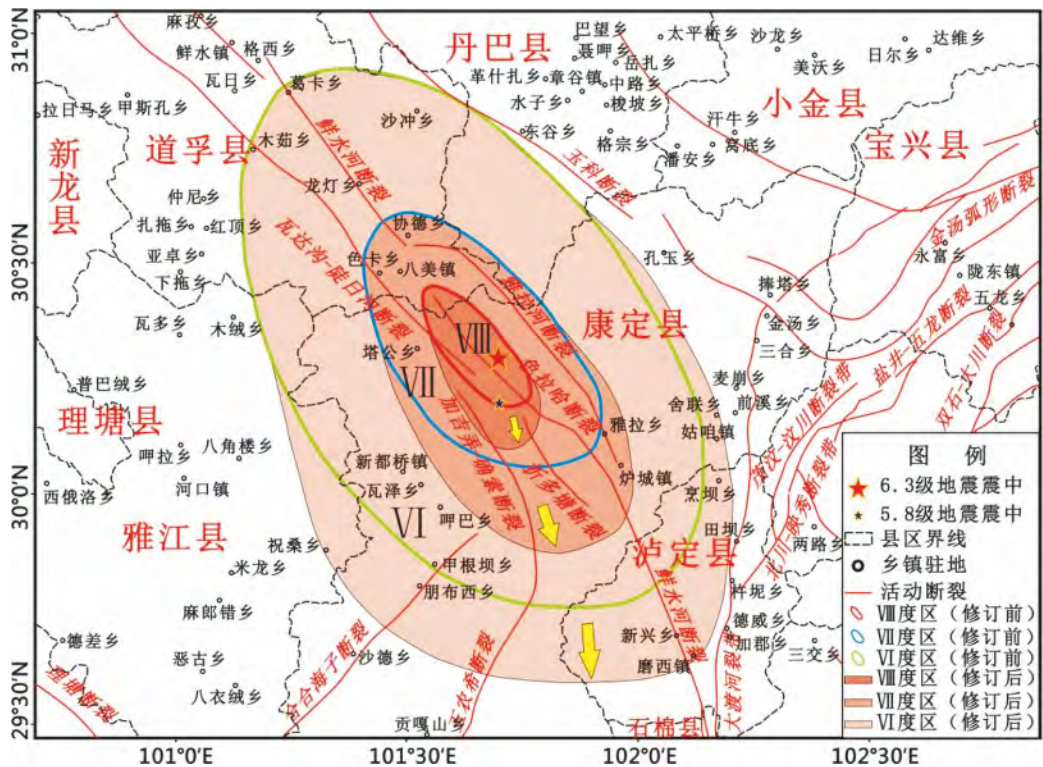 31°0′N
30°30′N
30°0′N
29°30′N
麻孜乡
鲜水镇
格西乡
瓦日乡
葛卡乡
拉日马乡
甲斯孔乡
木茹乡
沙冲乡
道孚县
新龙县
丹巴县
巴望乡
聂呷乡
太平桥乡
岳扎乡
革什扎乡
章谷镇
中路乡
水子乡
梭坡乡
东谷乡
格宗乡
沙龙乡
美沃乡
日尔乡
达维乡
小金县
汗牛乡
窝底乡
潘安乡
宝兴县
鲜水河断裂
玉科断裂
金汤弧形断裂
龙灯乡
仲尼乡
扎拖乡
红顶乡
亚卓乡
下拖乡
协德乡
色卡乡
八美镇
孔玉乡
永富乡
陇东镇
五龙乡
捧塔乡
金汤乡
三合乡
瓦多乡
木绒乡
塔公乡
康定县
Ⅷ
Ⅶ
Ⅵ
色拉哈断裂
盐井-五龙断裂
双石-大川断裂
普巴绒乡
理塘县
呷拉乡
八角楼乡
河口镇
西俄洛乡
雅江县
麦崩乡
前溪乡
舍联乡
姑咱镇
雅拉乡
炉城镇
烹坝乡
田坝乡
泸定县
折多塘断裂
北川-映秀断裂带
新都桥镇
瓦泽乡
呷巴乡
祝桑乡
米龙乡
甲根坝乡
朋布西乡
麻郎错乡
德差乡
恶古乡
沙德乡
八衣绒乡
贡嘎山乡
理塘断裂
玉农希断裂
鲜水河断裂
新兴乡
磨西镇
石棉县
大渡河断裂带
杵坭乡
德威乡
加郡乡
三交乡
两路乡
图 例
6.3级地震震中
5.8级地震震中
县区界线
乡镇驻地
活动断裂
Ⅷ度区（修订前）
Ⅶ度区（修订前）
Ⅵ度区（修订前）
Ⅷ度区（修订后）
Ⅶ度区（修订后）
Ⅵ度区（修订后）
101°0′E
101°30′E
102°0′E
102°30′E